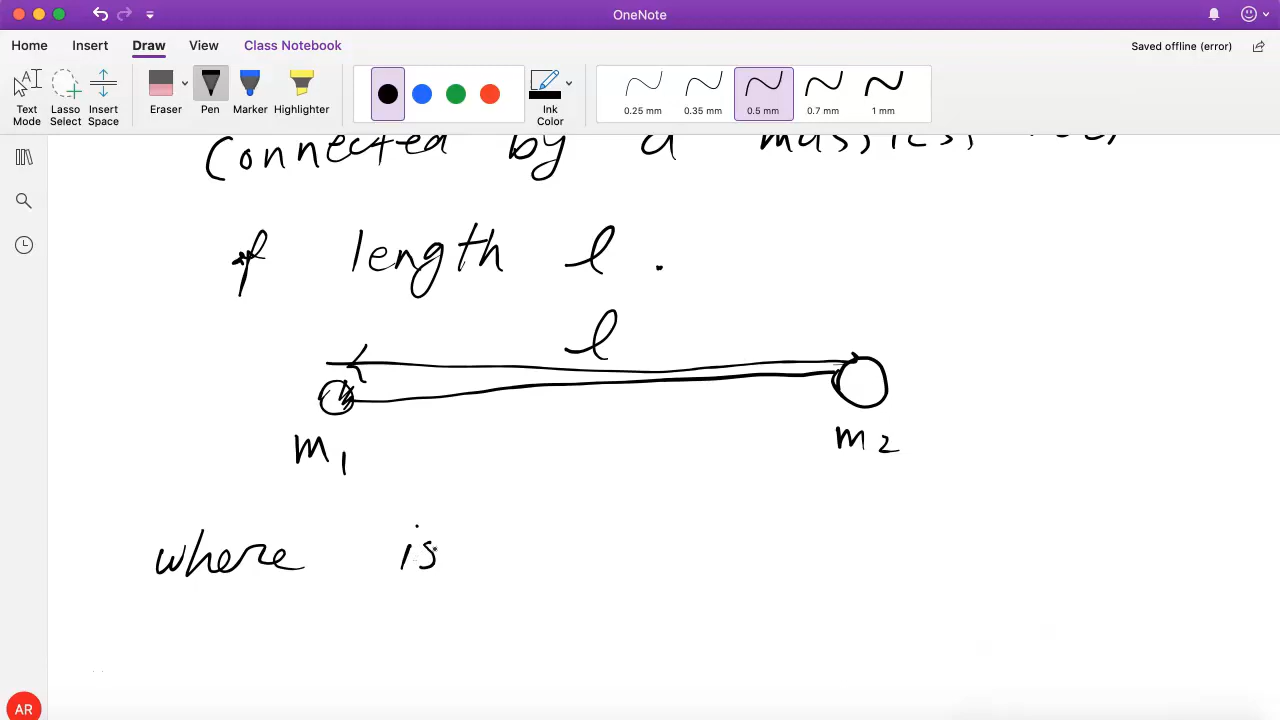 OneNote
Home Insert Draw View Class Notebook
Saved offline (error)
Text Mode Lasso Select Insert Space Eraser Pen Marker Highlighter Ink Color 0.25 mm 0.35 mm 0.5 mm 0.7 mm 1 mm
connected by a massless
of length l .
l
m1 m2
where is
AR